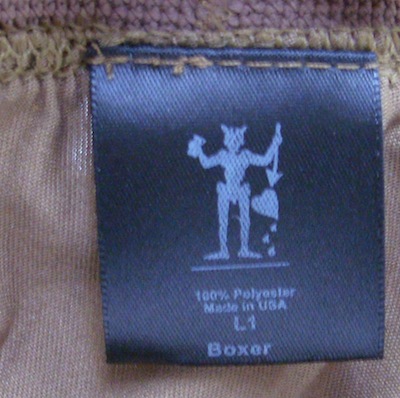 100% Polyester
Made in USA
L1
Boxer